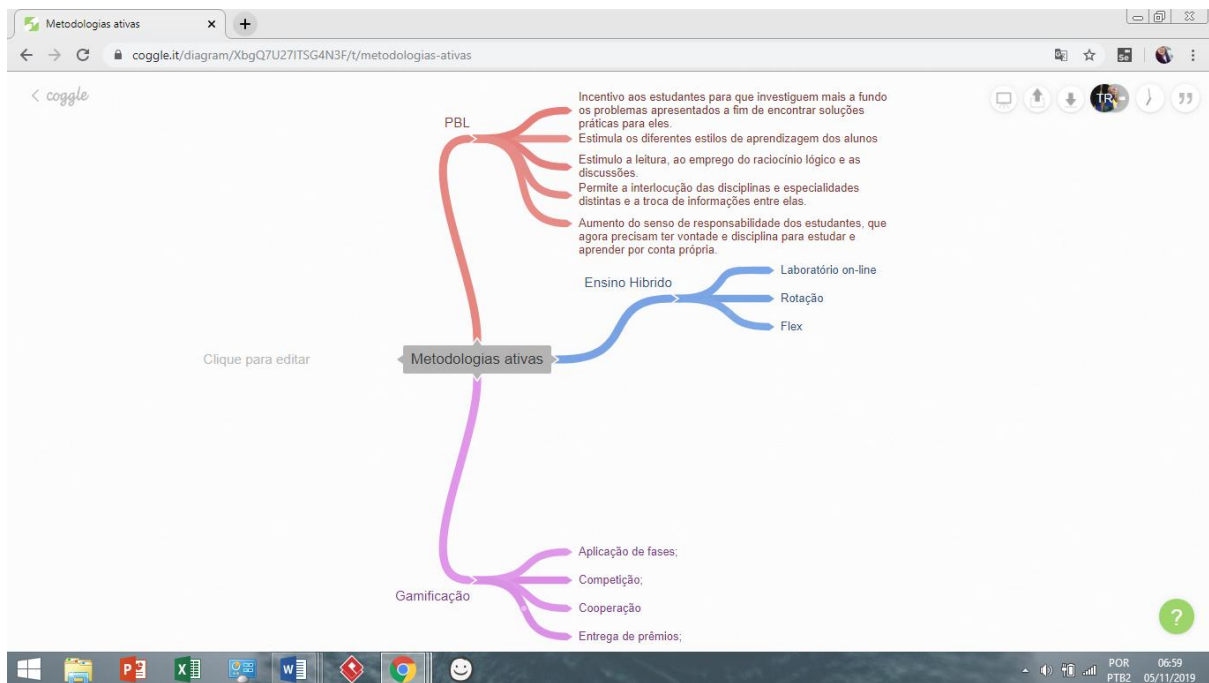 Metodologias ativas
coggle.it/diagram/XbgQ7U27ITSG4N3F/t/metodologias-ativas
Se
coggle
TR
PBL
Incentivo aos estudantes para que investiguem mais a fundo
os problemas apresentados a fim de encontrar soluções
práticas para eles.
Estimula os diferentes estilos de aprendizagem dos alunos
Estimulo a leitura, ao emprego do raciocínio lógico e as
discussões.
Permite a interlocução das disciplinas e especialidades
distintas e a troca de informações entre elas.
Aumento do senso de responsabilidade dos estudantes, que
agora precisam ter vontade e disciplina para estudar e
aprender por conta própria.
Ensino Hibrido
Laboratório on-line
Rotação
Flex
Clique para editar
Metodologias ativas
Gamificação
Aplicação de fases;
Competição;
Cooperação
Entrega de prêmios;
?
POR 06:59
PTB2 05/11/2019